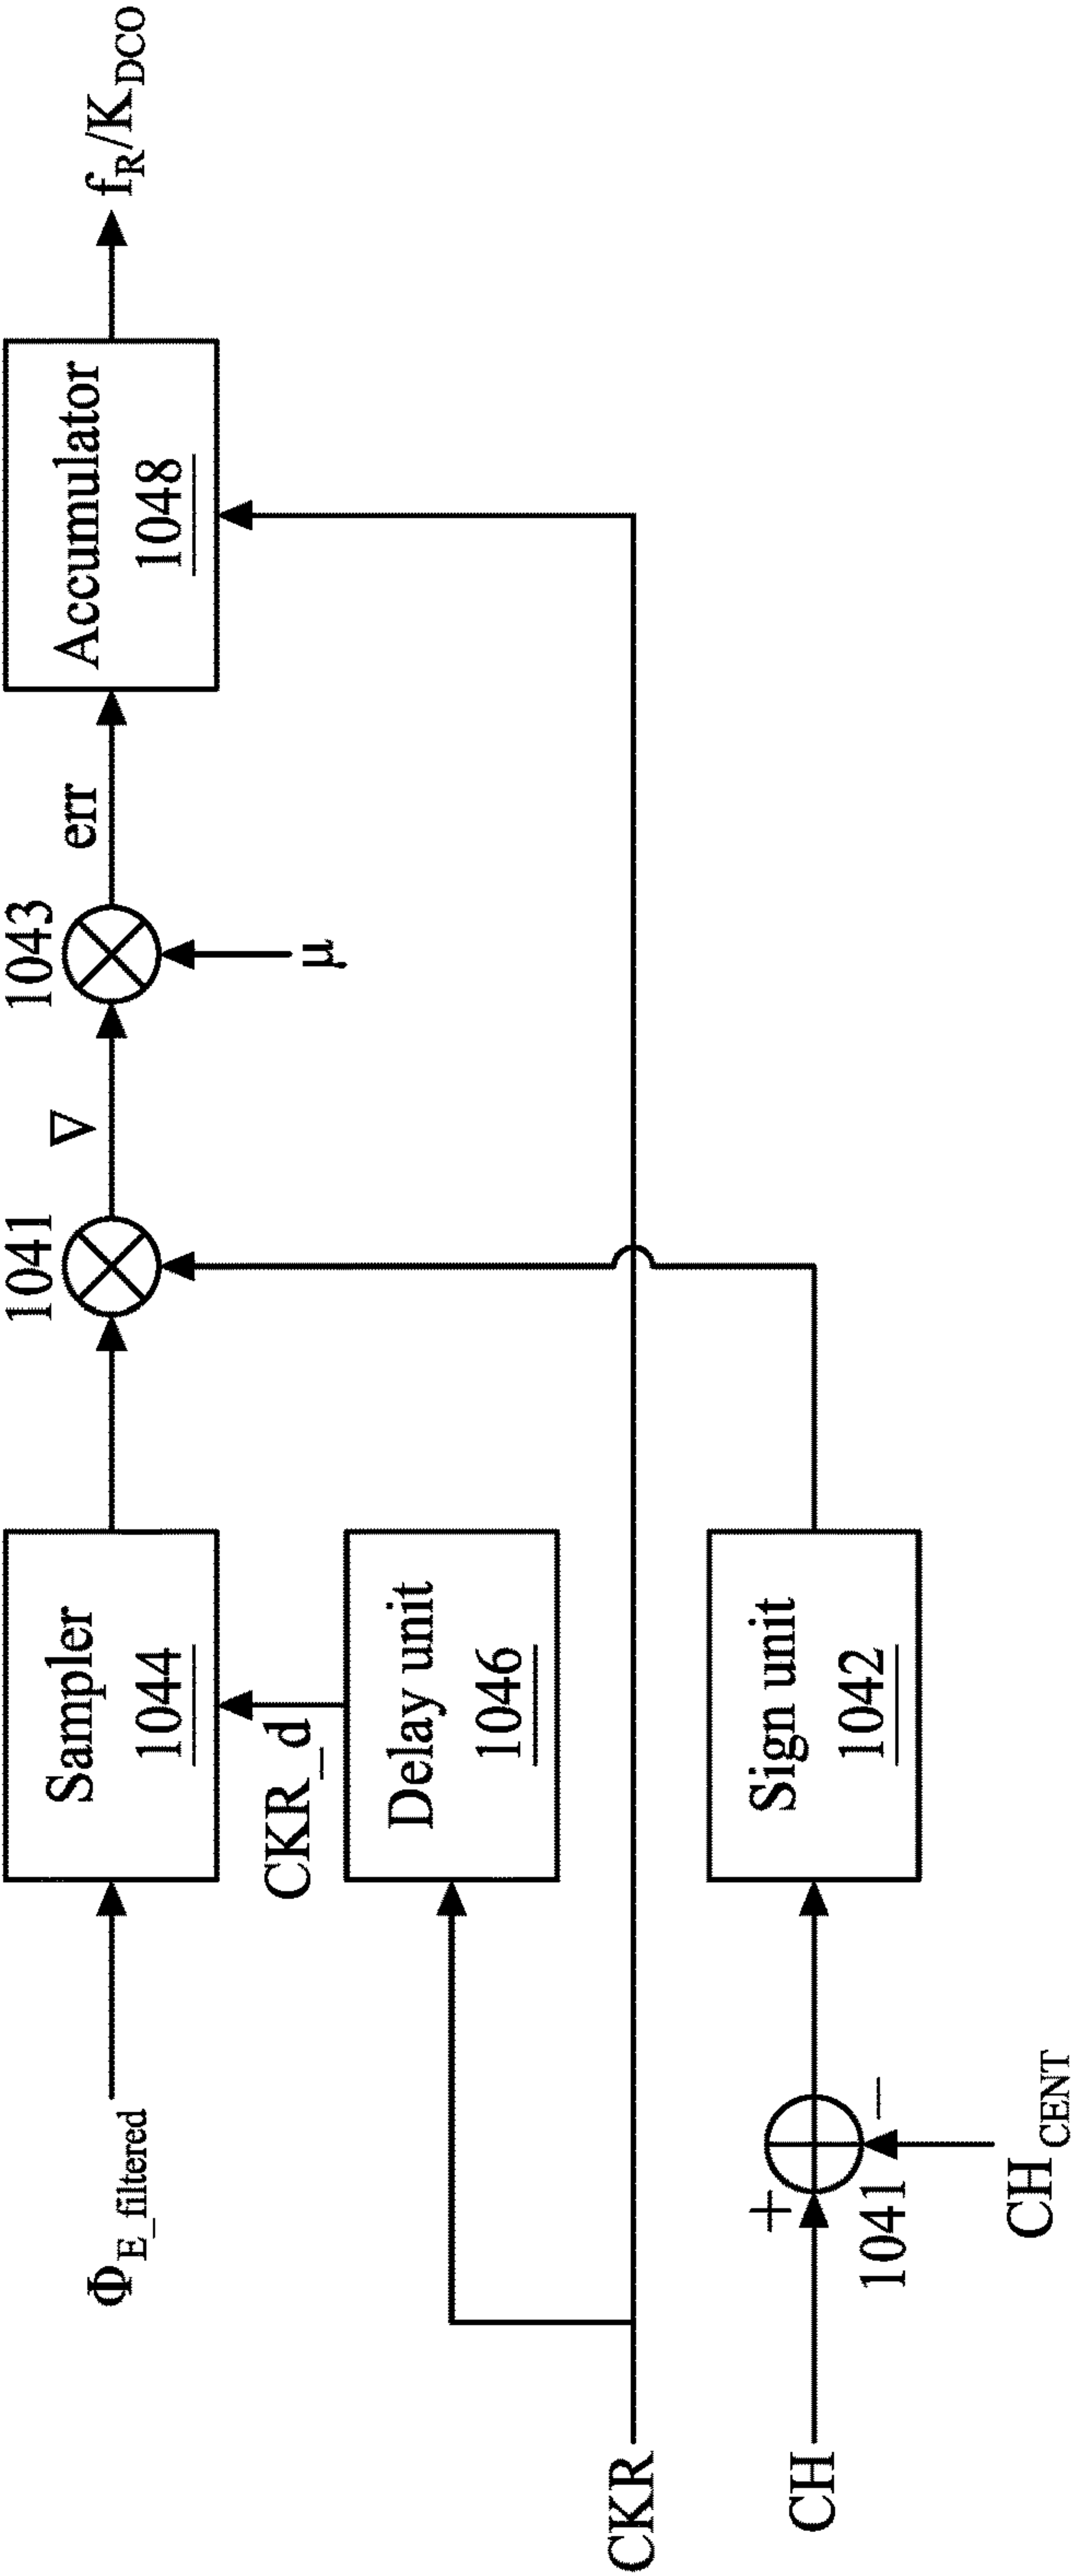 Φ_E_filtered
Sampler
1044
1041
∇
1043
μ
err
Accumulator
1048
f_R/K_DCO
CKR_d
Delay unit
1046
CKR
Sign unit
1042
CH
+
−
1041
CH_CENT